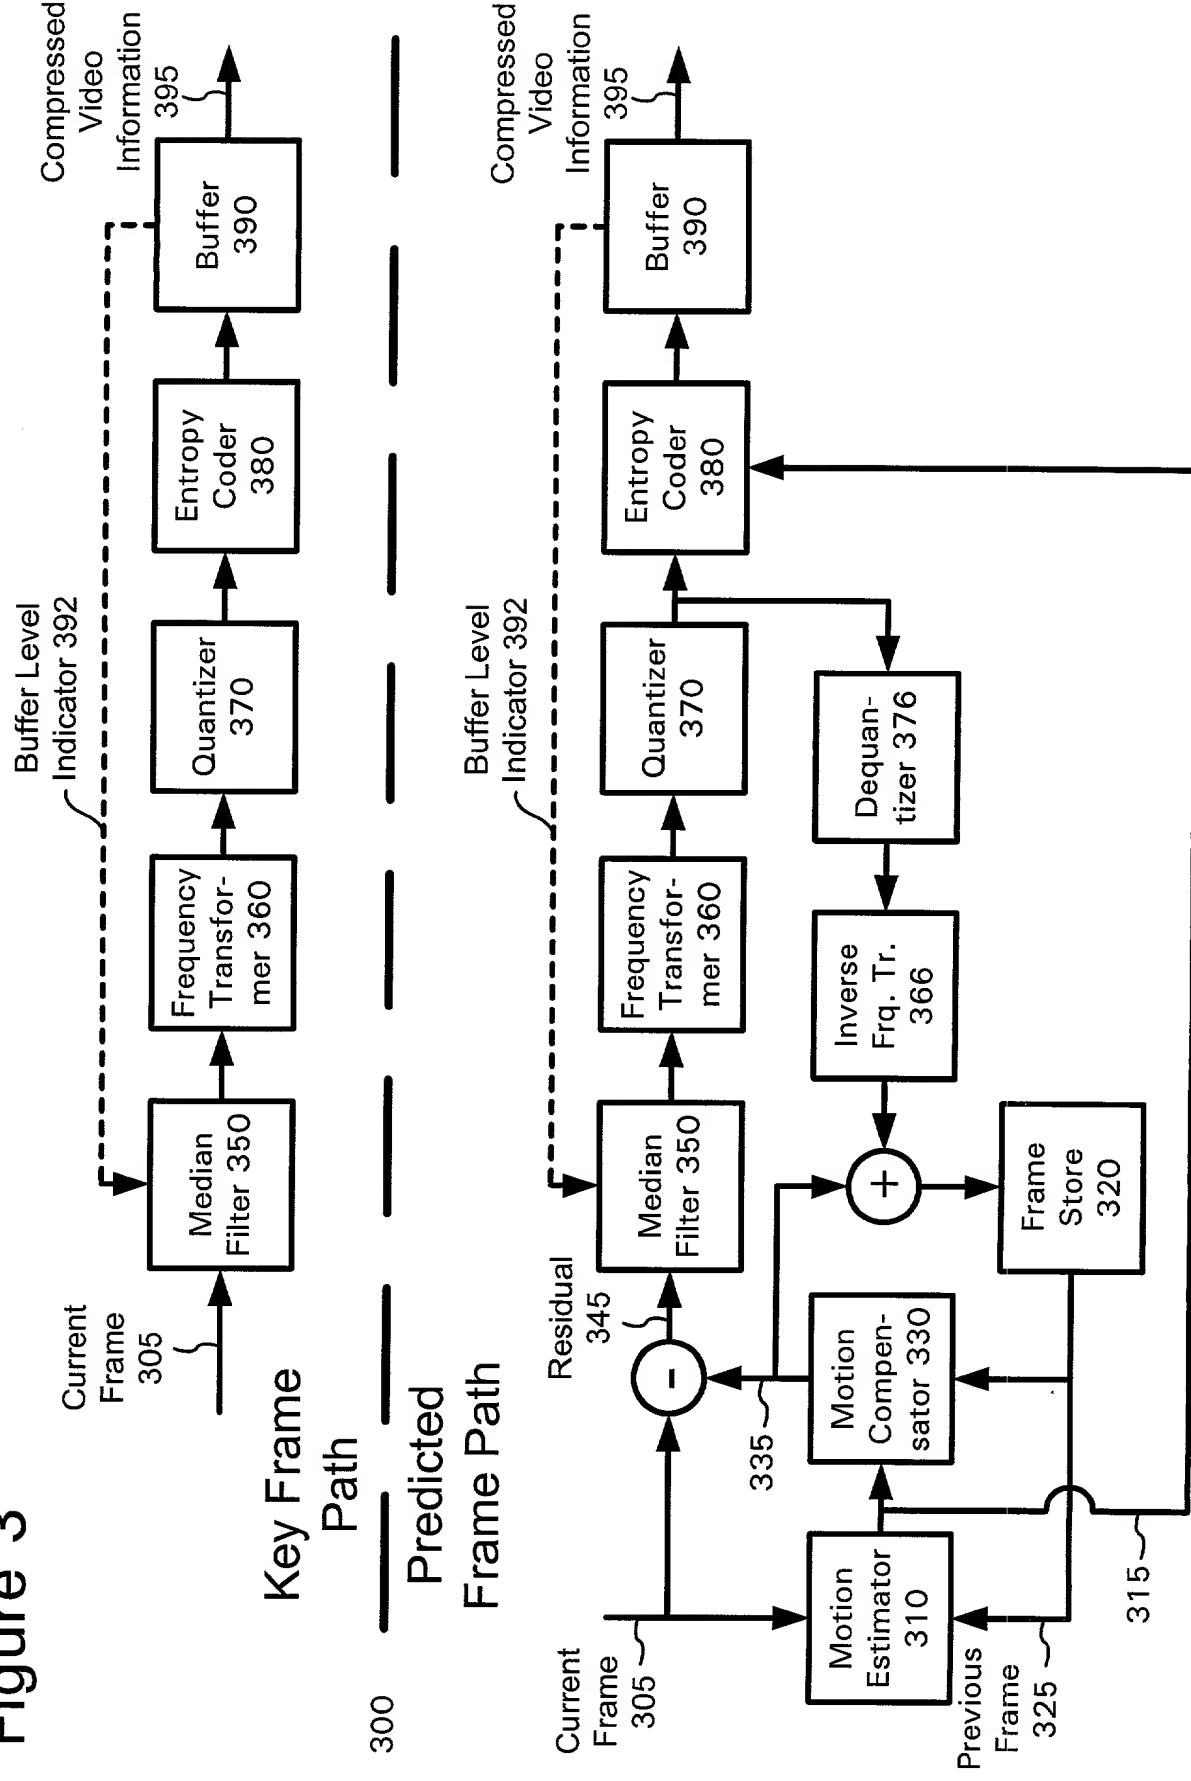 Figure 3
Current
Frame
305
Median
Filter 350
Frequency
Transfor-
mer 360
Quantizer
370
Entropy
Coder
380
Buffer
390
Compressed
Video
Information
395
Buffer Level
Indicator 392
Key Frame
Path
300
Predicted
Frame Path
Current
Frame
305
Residual
345
-
Median
Filter 350
Frequency
Transfor-
mer 360
Quantizer
370
Entropy
Coder
380
Buffer
390
Compressed
Video
Information
395
Buffer Level
Indicator 392
335
Motion
Estimator
310
Motion
Compen-
sator 330
+
Inverse
Frq. Tr.
366
Dequan-
tizer 376
Frame
Store
320
Previous
Frame
325
315